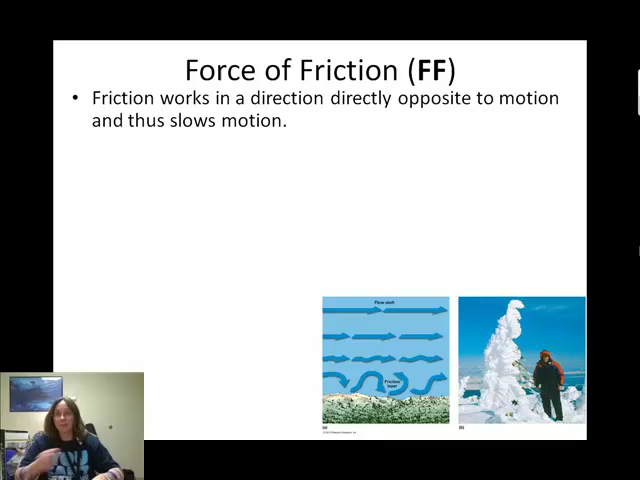 Force of Friction (FF)
• Friction works in a direction directly opposite to motion
and thus slows motion.
Flow aloft
Friction
layer
(a)
(b)